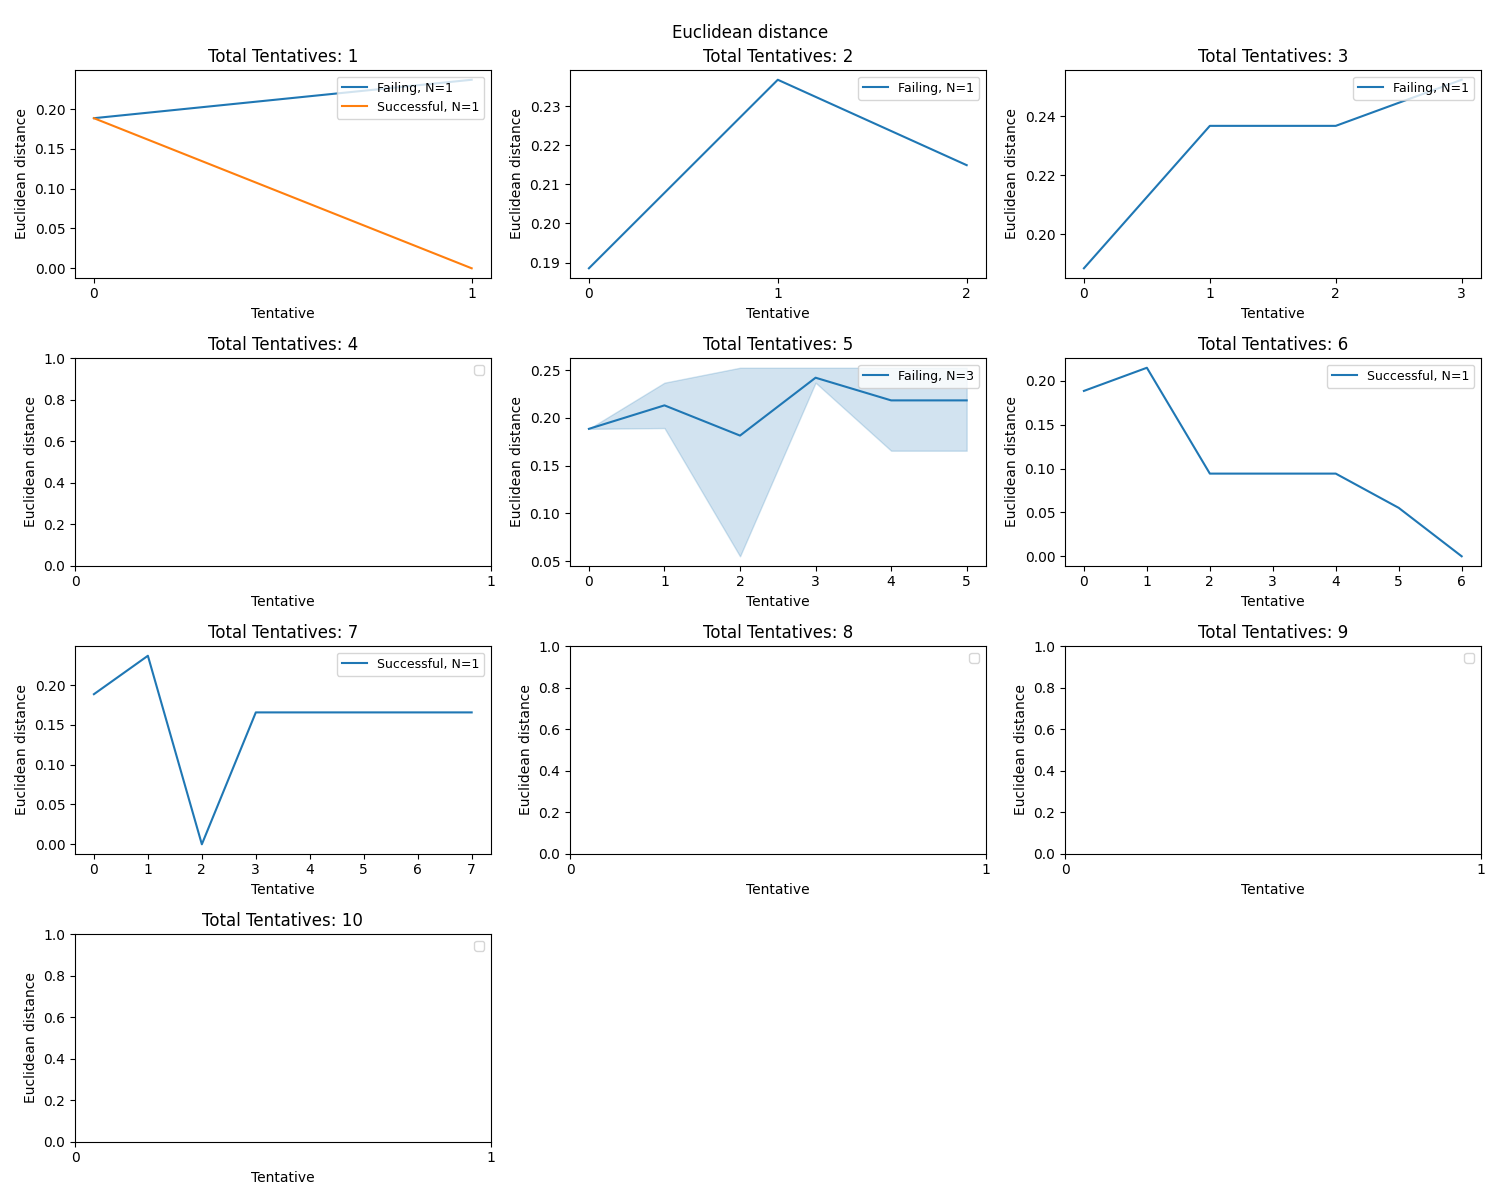 Euclidean distance
Total Tentatives: 1
Failing, N=1
Successful, N=1
0.20
0.15
0.10
0.05
0.00
Euclidean distance
0 1
Tentative
Total Tentatives: 2
Failing, N=1
0.23
0.22
0.21
0.20
0.19
Euclidean distance
0 1 2
Tentative
Total Tentatives: 3
Failing, N=1
0.24
0.22
0.20
Euclidean distance
0 1 2 3
Tentative
Total Tentatives: 4
1.0
0.8
0.6
0.4
0.2
0.0
Euclidean distance
0 1
Tentative
Total Tentatives: 5
Failing, N=3
0.25
0.20
0.15
0.10
0.05
Euclidean distance
0 1 2 3 4 5
Tentative
Total Tentatives: 6
Successful, N=1
0.20
0.15
0.10
0.05
0.00
Euclidean distance
0 1 2 3 4 5 6
Tentative
Total Tentatives: 7
Successful, N=1
0.20
0.15
0.10
0.05
0.00
Euclidean distance
0 1 2 3 4 5 6 7
Tentative
Total Tentatives: 8
1.0
0.8
0.6
0.4
0.2
0.0
Euclidean distance
0 1
Tentative
Total Tentatives: 9
1.0
0.8
0.6
0.4
0.2
0.0
Euclidean distance
0 1
Tentative
Total Tentatives: 10
1.0
0.8
0.6
0.4
0.2
0.0
Euclidean distance
0 1
Tentative